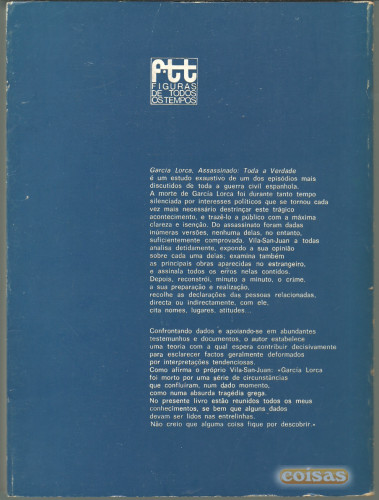 f·tt
FIGURAS
DE TODOS
OS TEMPOS
Garcia Lorca, Assassinado: Toda a Verdade
é um estudo exaustivo de um dos episódios mais
discutidos de toda a guerra civil espanhola.
A morte de Garcia Lorca foi durante tanto tempo
silenciada por interesses políticos que se tornou cada
vez mais necessário destrinçar este trágico
acontecimento, e trazê-lo a público com a máxima
clareza e isenção. Do assassinato foram dadas
inúmeras versões, nenhuma delas, no entanto,
suficientemente comprovada. Vila-San-Juan a todas
analisa detidamente, expondo a sua opinião
sobre cada uma delas; examina também
as principais obras aparecidas no estrangeiro,
e assinala todos os erros nelas contidos.
Depois, reconstrói, minuto a minuto, o crime,
a sua preparação e realização,
recolhe as declarações das pessoas relacionadas,
directa ou indirectamente, com ele,
cita nomes, lugares, atitudes...
Confrontando dados e apoiando-se em abundantes
testemunhos e documentos, o autor estabelece
uma teoria com a qual espera contribuir decisivamente
para esclarecer factos geralmente deformados
por interpretações tendenciosas.
Como afirma o próprio Vila-San-Juan: «Garcia Lorca
foi morto por uma série de circunstâncias
que confluíram, num dado momento,
como numa absurda tragédia grega.
No presente livro estão reunidos todos os meus
conhecimentos, se bem que alguns dados
devam ser lidos nas entrelinhas.
Não creio que alguma coisa fique por descobrir.»
coisas